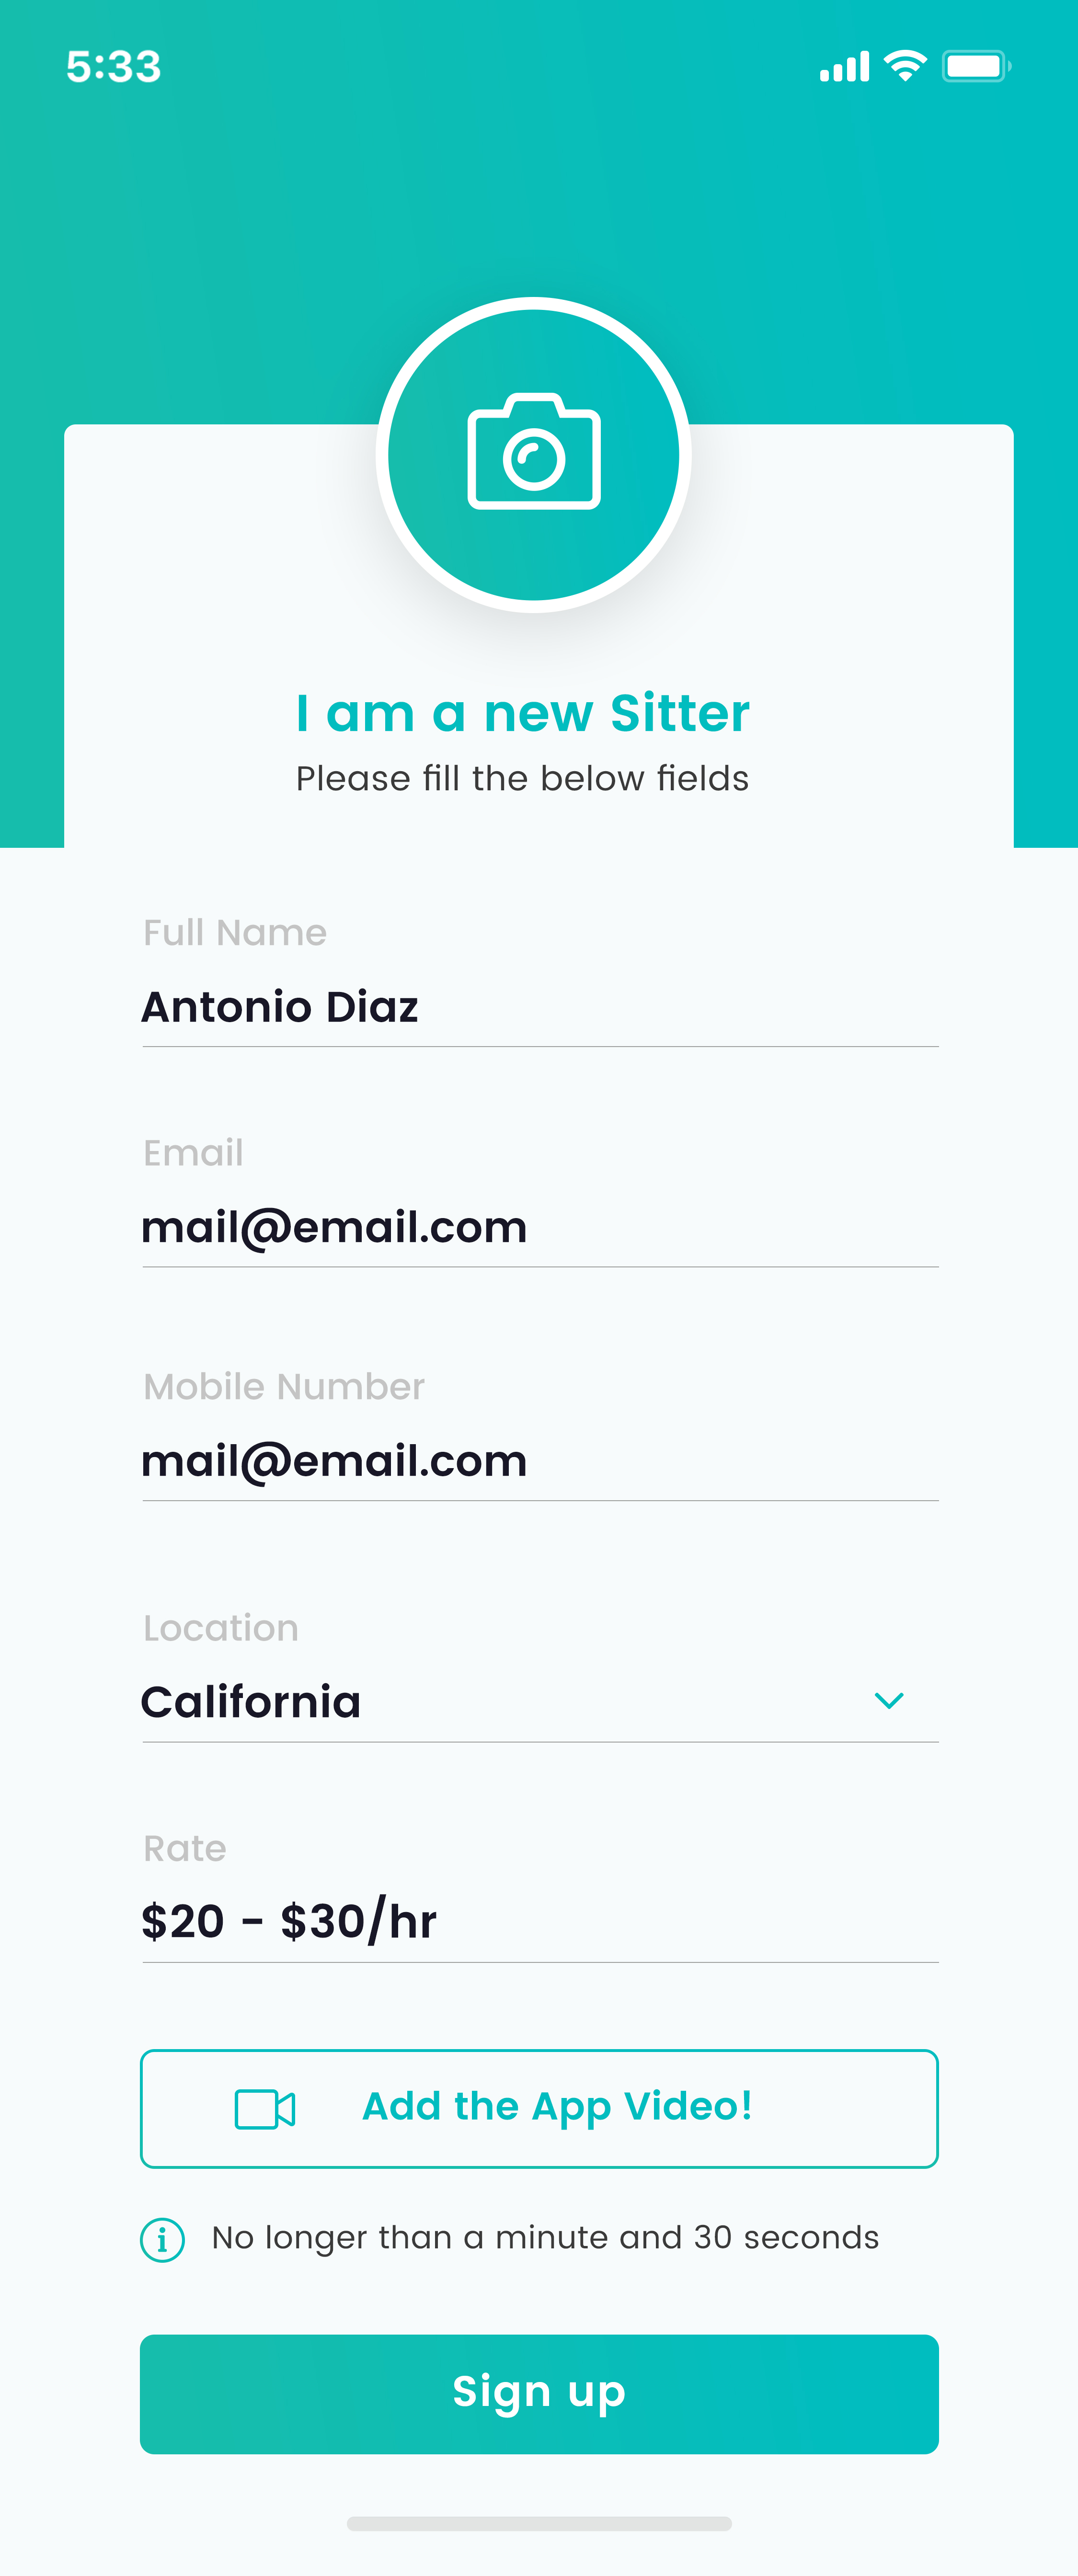 5:33
I am a new Sitter
Please fill the below fields
Full Name
Antonio Diaz
Email
mail@email.com
Mobile Number
mail@email.com
Location
California
Rate
$20 - $30/hr
Add the App Video!
No longer than a minute and 30 seconds
Sign up